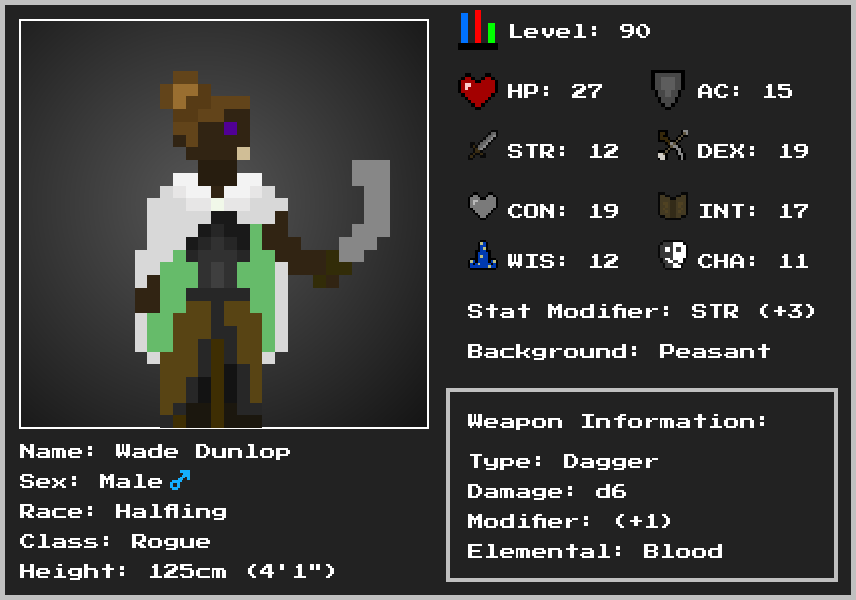 Level: 90
HP: 27
AC: 15
STR: 12
DEX: 19
CON: 19
INT: 17
WIS: 12
CHA: 11
Stat Modifier: STR (+3)
Background: Peasant
Weapon Information:
Type: Dagger
Damage: d6
Modifier: (+1)
Elemental: Blood
Name: Wade Dunlop
Sex: Male ♂
Race: Halfling
Class: Rogue
Height: 125cm (4'1")